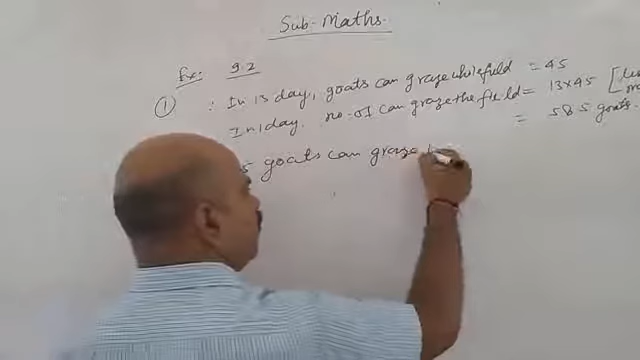 Sub- Maths.
Ex: 9.2
① ∴ In 13 day, goats can graze whole field = 45
In 1 day. no. of can graze the field = 13×45 [
= 585 goats.
5 goats can graze